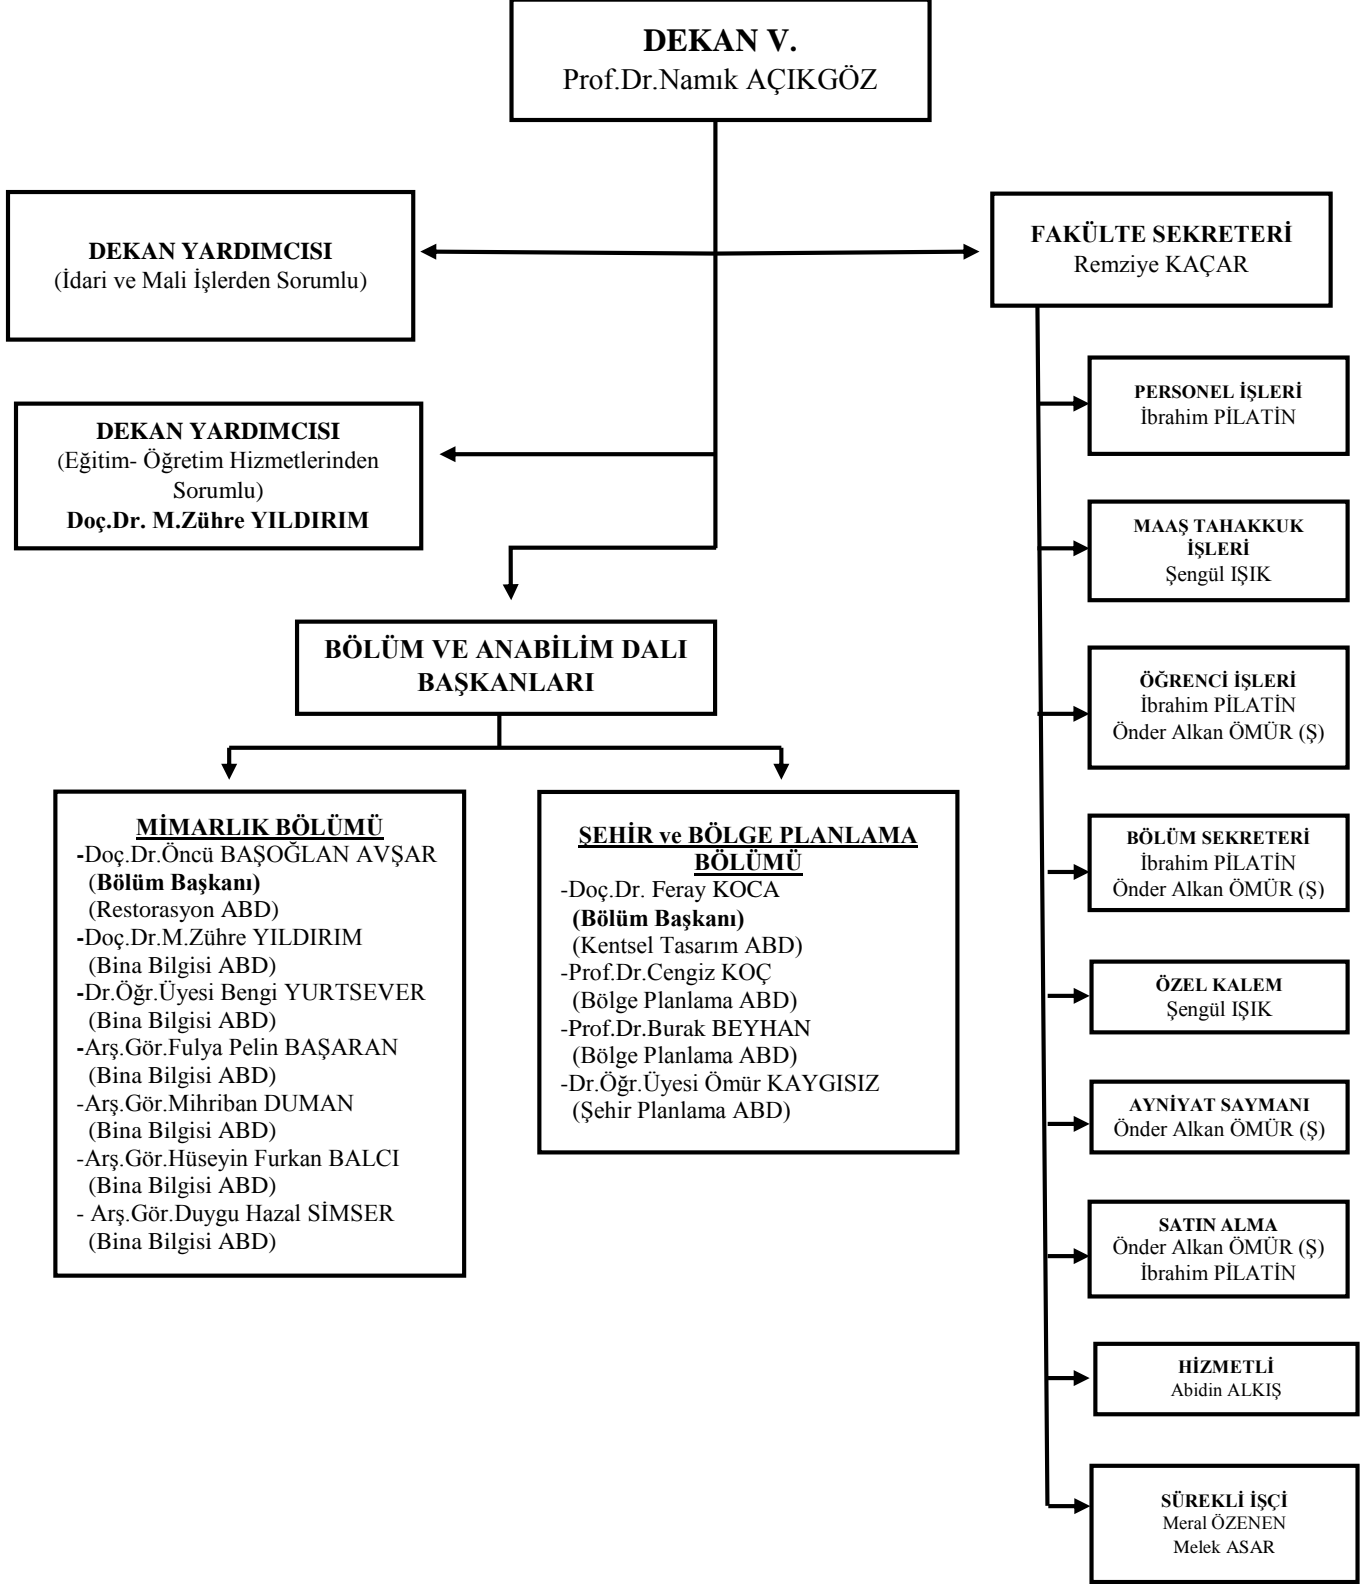 DEKAN V.
Prof.Dr.Namık AÇIKGÖZ
DEKAN YARDIMCISI
(İdari ve Mali İşlerden Sorumlu)
FAKÜLTE SEKRETERİ
Remziye KAÇAR
DEKAN YARDIMCISI
(Eğitim- Öğretim Hizmetlerinden
Sorumlu)
Doç.Dr. M.Zühre YILDIRIM
BÖLÜM VE ANABİLİM DALI
BAŞKANLARI
MİMARLIK BÖLÜMÜ
-Doç.Dr.Öncü BAŞOĞLAN AVŞAR
(Bölüm Başkanı)
(Restorasyon ABD)
-Doç.Dr.M.Zühre YILDIRIM
(Bina Bilgisi ABD)
-Dr.Öğr.Üyesi Bengi YURTSEVER
(Bina Bilgisi ABD)
-Arş.Gör.Fulya Pelin BAŞARAN
(Bina Bilgisi ABD)
-Arş.Gör.Mihriban DUMAN
(Bina Bilgisi ABD)
-Arş.Gör.Hüseyin Furkan BALCI
(Bina Bilgisi ABD)
- Arş.Gör.Duygu Hazal SİMSER
(Bina Bilgisi ABD)
ŞEHİR ve BÖLGE PLANLAMA
BÖLÜMÜ
-Doç.Dr. Feray KOCA
(Bölüm Başkanı)
(Kentsel Tasarım ABD)
-Prof.Dr.Cengiz KOÇ
(Bölge Planlama ABD)
-Prof.Dr.Burak BEYHAN
(Bölge Planlama ABD)
-Dr.Öğr.Üyesi Ömür KAYGISIZ
(Şehir Planlama ABD)
PERSONEL İŞLERİ
İbrahim PİLATİN
MAAŞ TAHAKKUK
İŞLERİ
Şengül IŞIK
ÖĞRENCİ İŞLERİ
İbrahim PİLATİN
Önder Alkan ÖMÜR (Ş)
BÖLÜM SEKRETERİ
İbrahim PİLATİN
Önder Alkan ÖMÜR (Ş)
ÖZEL KALEM
Şengül IŞIK
AYNİYAT SAYMANI
Önder Alkan ÖMÜR (Ş)
SATIN ALMA
Önder Alkan ÖMÜR (Ş)
İbrahim PİLATİN
HİZMETLİ
Abidin ALKIŞ
SÜREKLİ İŞÇİ
Meral ÖZENEN
Melek ASAR